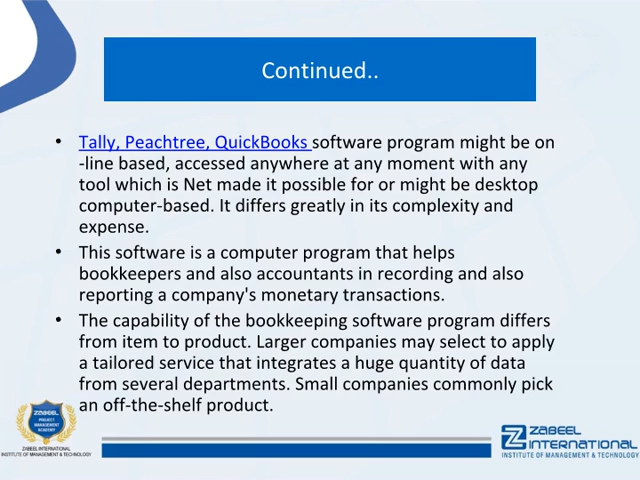 Continued..
• Tally, Peachtree, QuickBooks software program might be on
-line based, accessed anywhere at any moment with any
tool which is Net made it possible for or might be desktop
computer-based. It differs greatly in its complexity and
expense.
• This software is a computer program that helps
bookkeepers and also accountants in recording and also
reporting a company's monetary transactions.
• The capability of the bookkeeping software program differs
from item to product. Larger companies may select to apply
a tailored service that integrates a huge quantity of data
from several departments. Small companies commonly pick
an off-the-shelf product.
ZABEEL
PROJECT
MANAGEMENT
ACADEMY
ZABEEL INTERNATIONAL
INSTITUTE OF MANAGEMENT & TECHNOLOGY
ZABEEL
INTERNATIONAL
INSTITUTE OF MANAGEMENT & TECHNOLOGY